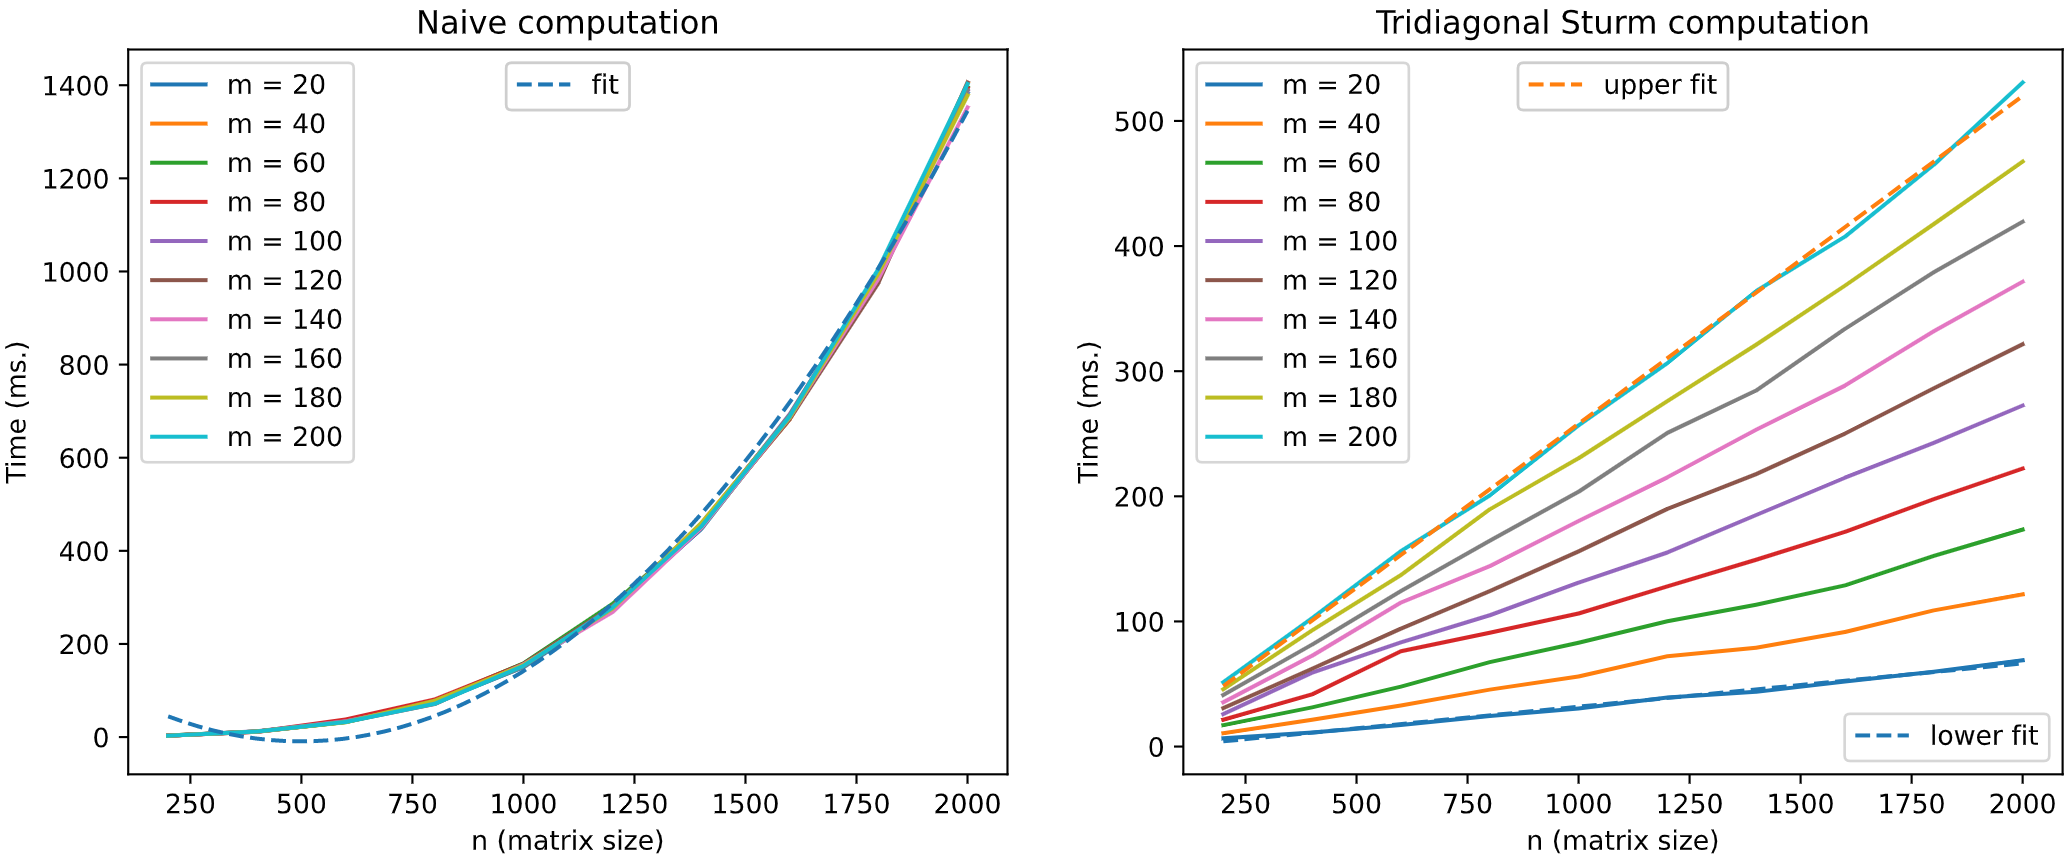 Naive computation
m = 20
m = 40
m = 60
m = 80
m = 100
m = 120
m = 140
m = 160
m = 180
m = 200
fit
1400
1200
1000
800
600
400
200
0
Time (ms.)
250 500 750 1000 1250 1500 1750 2000
n (matrix size)
Tridiagonal Sturm computation
m = 20
m = 40
m = 60
m = 80
m = 100
m = 120
m = 140
m = 160
m = 180
m = 200
upper fit
lower fit
500
400
300
200
100
0
Time (ms.)
250 500 750 1000 1250 1500 1750 2000
n (matrix size)